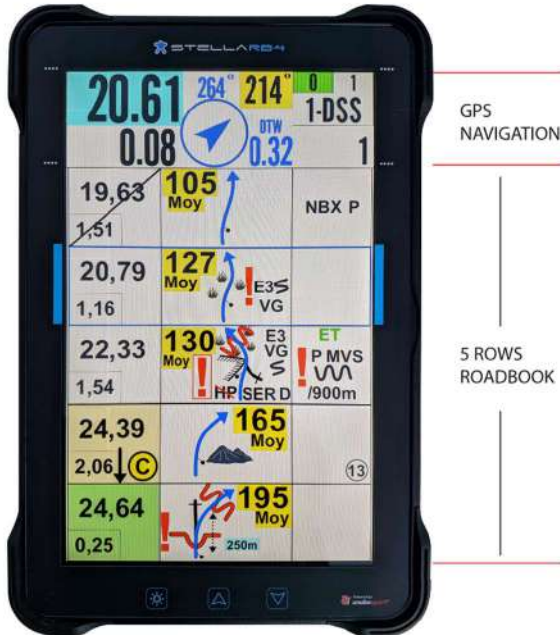 STELLAR84
20.61 264° 214° 0 1
1-DSS
0.08 DTW 0.32 1
GPS
NAVIGATION
19,63 105
Moy NBX P
1,51
20,79 127
Moy ! E3S
VG
1,16
22,33 130
Moy E3
VG
S ET
! P MVS
/900m
1,54 ! HP SER D
5 ROWS
ROADBOOK
24,39 165
Moy
2,06 C 13
24,64 195
Moy
0,25 ! 250m